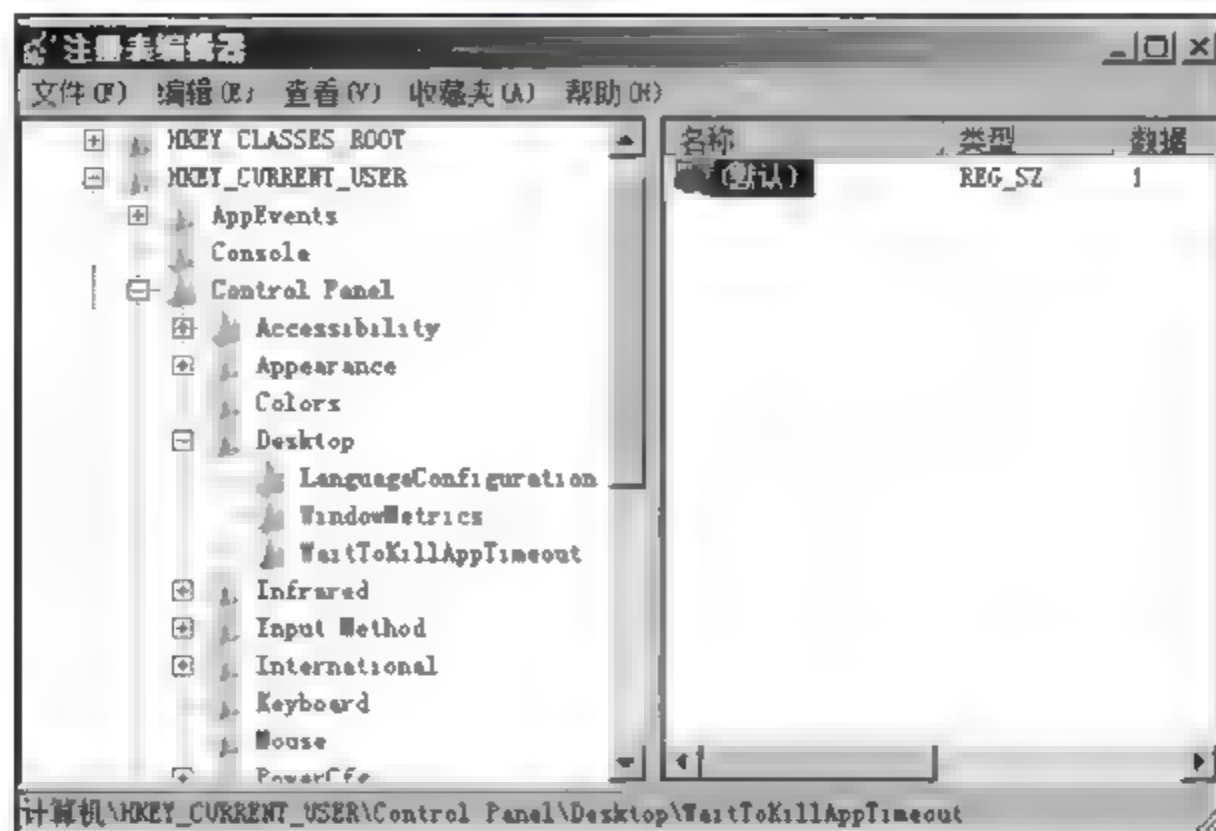 注册表编辑器
文件(F) 编辑(E) 查看(V) 收藏夹(A) 帮助(H)
HKEY_CLASSES_ROOT
HKEY_CURRENT_USER
AppEvents
Console
Control Panel
Accessibility
Appearance
Colors
Desktop
LanguageConfiguration
WindowMetrics
WaitToKillAppTimeout
Infrared
Input Method
International
Keyboard
Mouse
PowerCfg
名称 类型 数据
(默认) REG_SZ 1
计算机\HKEY_CURRENT_USER\Control Panel\Desktop\WaitToKillAppTimeout